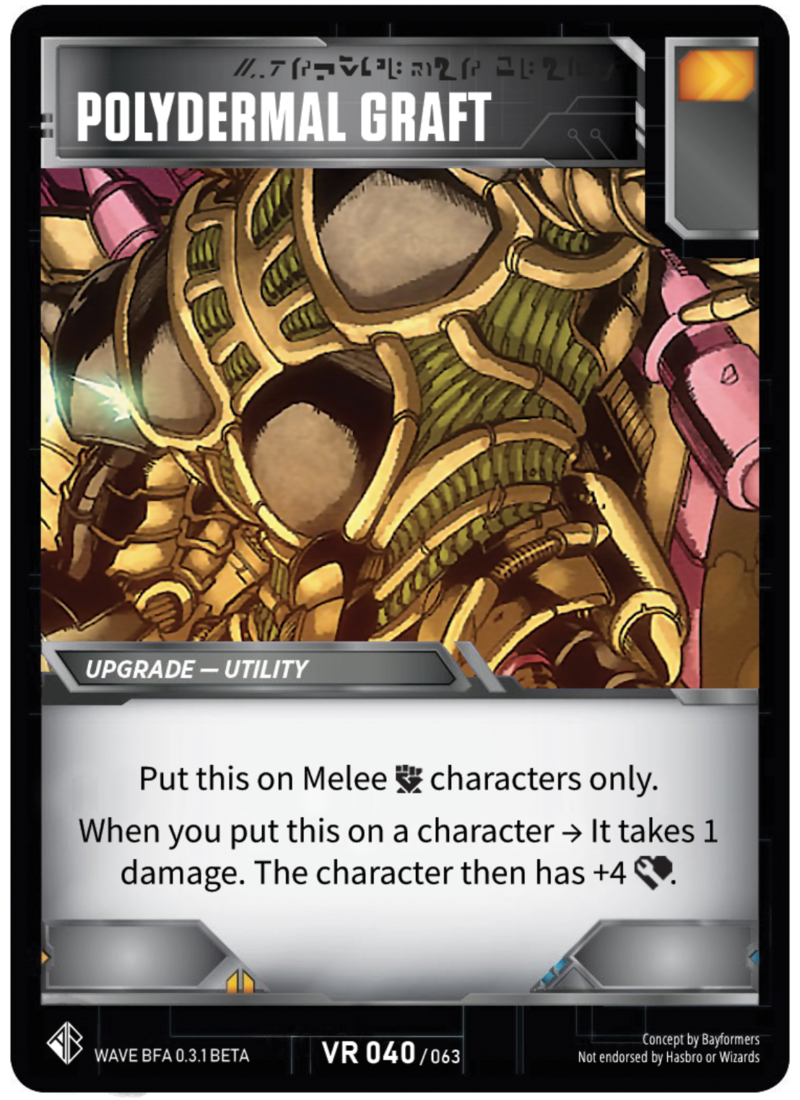 POLYDERMAL GRAFT
UPGRADE — UTILITY
Put this on Melee characters only.
When you put this on a character → It takes 1
damage. The character then has +4 .
WAVE BFA 0.3.1 BETA
VR 040 / 063
Concept by Bayformers
Not endorsed by Hasbro or Wizards